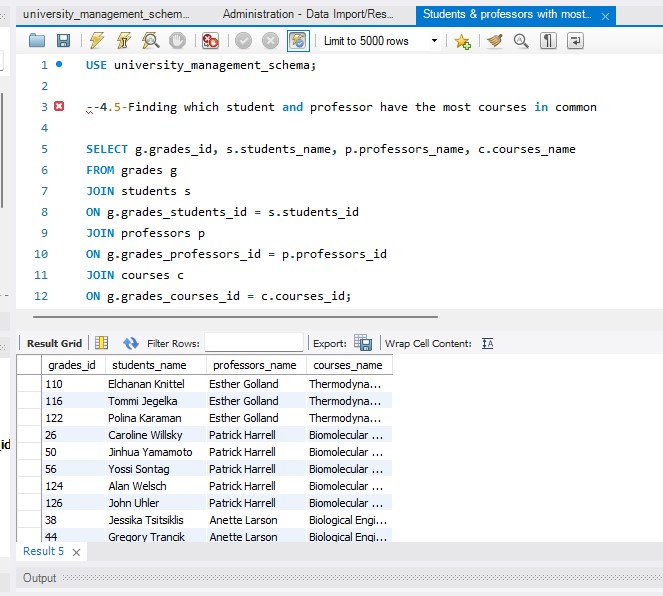 university_management_schem...
Administration - Data Import/Res...
Students & professors with most...
Limit to 5000 rows
1 USE university_management_schema;
2
3 --4.5-Finding which student and professor have the most courses in common
4
5 SELECT g.grades_id, s.students_name, p.professors_name, c.courses_name
6 FROM grades g
7 JOIN students s
8 ON g.grades_students_id = s.students_id
9 JOIN professors p
10 ON g.grades_professors_id = p.professors_id
11 JOIN courses c
12 ON g.grades_courses_id = c.courses_id;
Result Grid Filter Rows: Export: Wrap Cell Content:
grades_id students_name professors_name courses_name
110 Elchanan Knittel Esther Golland Thermodyna...
116 Tommi Jegelka Esther Golland Thermodyna...
122 Polina Karaman Esther Golland Thermodyna...
26 Caroline Willsky Patrick Harrell Biomolecular ...
50 Jinhua Yamamoto Patrick Harrell Biomolecular ...
56 Yossi Sontag Patrick Harrell Biomolecular ...
124 Alan Welsch Patrick Harrell Biomolecular ...
126 John Uhler Patrick Harrell Biomolecular ...
38 Jessika Tsitsiklis Anette Larson Biological Engi...
44 Gregory Trancik Anette Larson Biological Engi...
_id
Result 5
Output